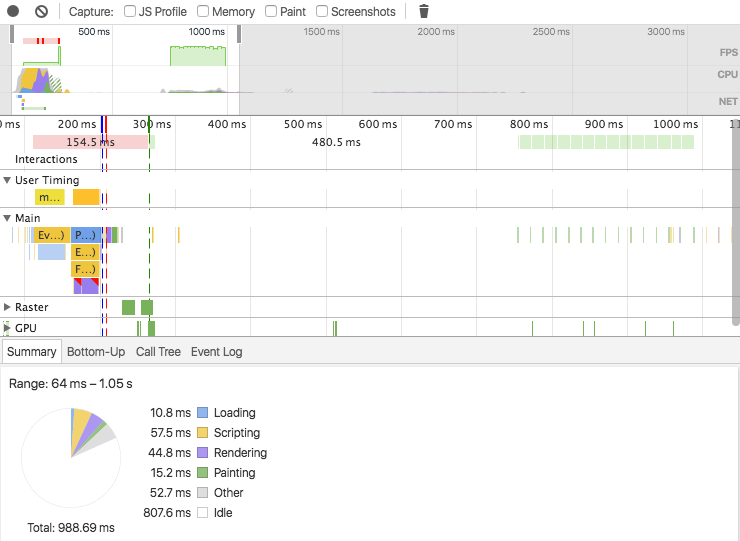 Capture: JS Profile Memory Paint Screenshots
500 ms 1000 ms 1500 ms 2000 ms 2500 ms 3000 ms
FPS
CPU
NET
0 ms 200 ms 300 ms 400 ms 500 ms 600 ms 700 ms 800 ms 900 ms 1000 ms
154.5 ms 480.5 ms
Interactions
User Timing
m...
Main
Ev...) P...)
E...)
F...)
Raster
GPU
Summary Bottom-Up Call Tree Event Log
Range: 64 ms – 1.05 s
10.8 ms Loading
57.5 ms Scripting
44.8 ms Rendering
15.2 ms Painting
52.7 ms Other
807.6 ms Idle
Total: 988.69 ms